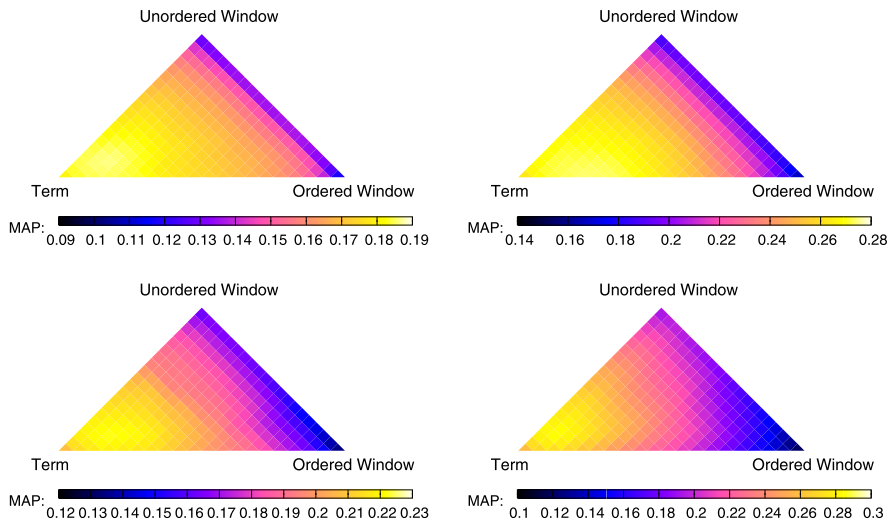 Unordered Window
Term Ordered Window
MAP: 0.09 0.1 0.11 0.12 0.13 0.14 0.15 0.16 0.17 0.18 0.19
Unordered Window
Term Ordered Window
MAP: 0.14 0.16 0.18 0.2 0.22 0.24 0.26 0.28
Unordered Window
Term Ordered Window
MAP: 0.12 0.13 0.14 0.15 0.16 0.17 0.18 0.19 0.2 0.21 0.22 0.23
Unordered Window
Term Ordered Window
MAP: 0.1 0.12 0.14 0.16 0.18 0.2 0.22 0.24 0.26 0.28 0.3